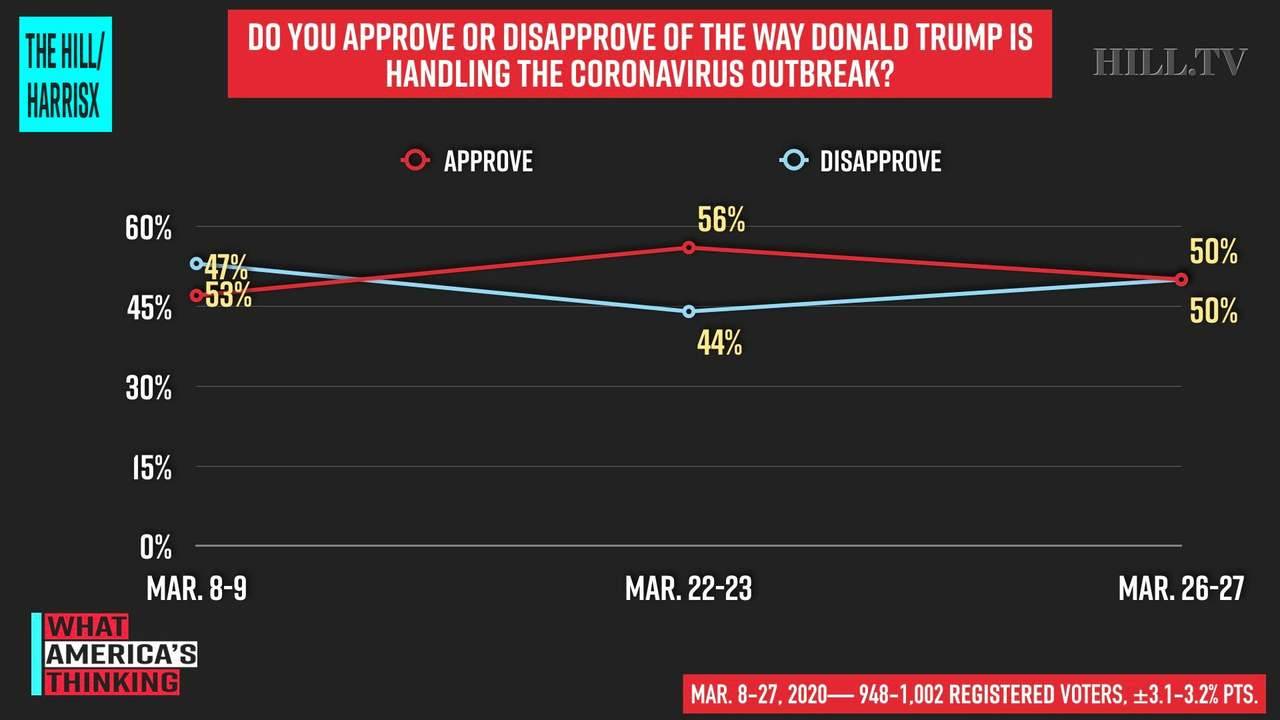 THE HILL/
HARRISX
DO YOU APPROVE OR DISAPPROVE OF THE WAY DONALD TRUMP IS
HANDLING THE CORONAVIRUS OUTBREAK?
HILL.TV
APPROVE
DISAPPROVE
60%
56%
50%
47%
53%
45%
50%
44%
30%
15%
0%
MAR. 8-9
MAR. 22-23
MAR. 26-27
WHAT
AMERICA'S
THINKING
MAR. 8-27, 2020— 948-1,002 REGISTERED VOTERS, ±3.1-3.2% PTS.